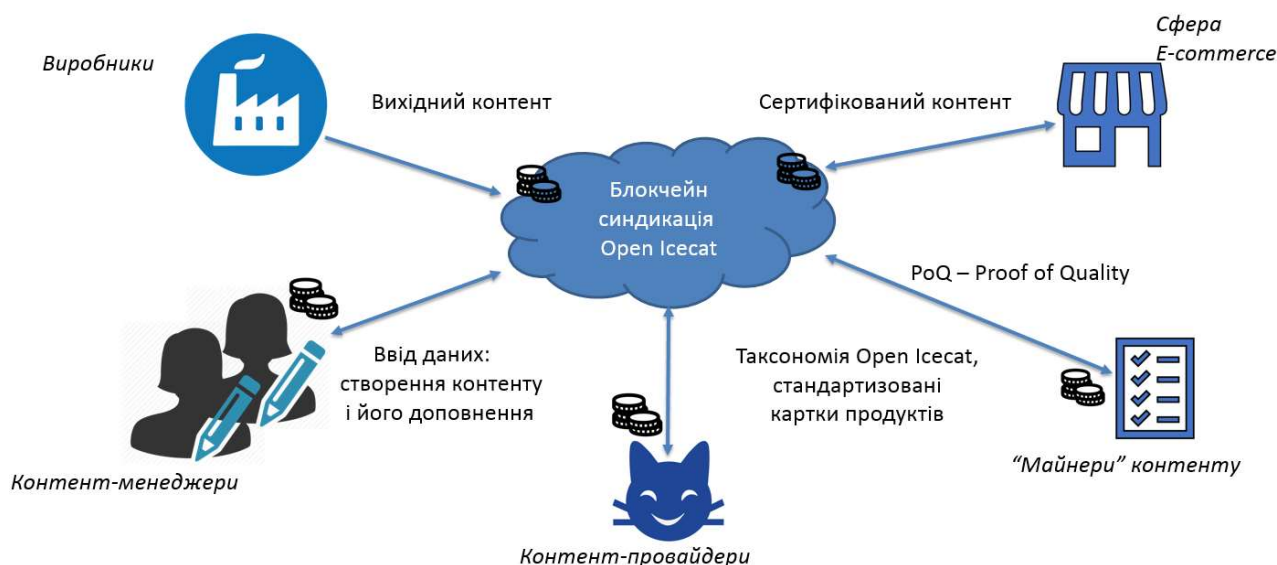 Виробники
Вихідний контент
Сертифікований контент
Сфера
E-commerce
Блокчейн
синдикація
Open Icecat
PoQ – Proof of Quality
Ввід даних:
створення контенту
і його доповнення
Таксономія Open Icecat,
стандартизовані
картки продуктів
Контент-менеджери
“Майнери” контенту
Контент-провайдери